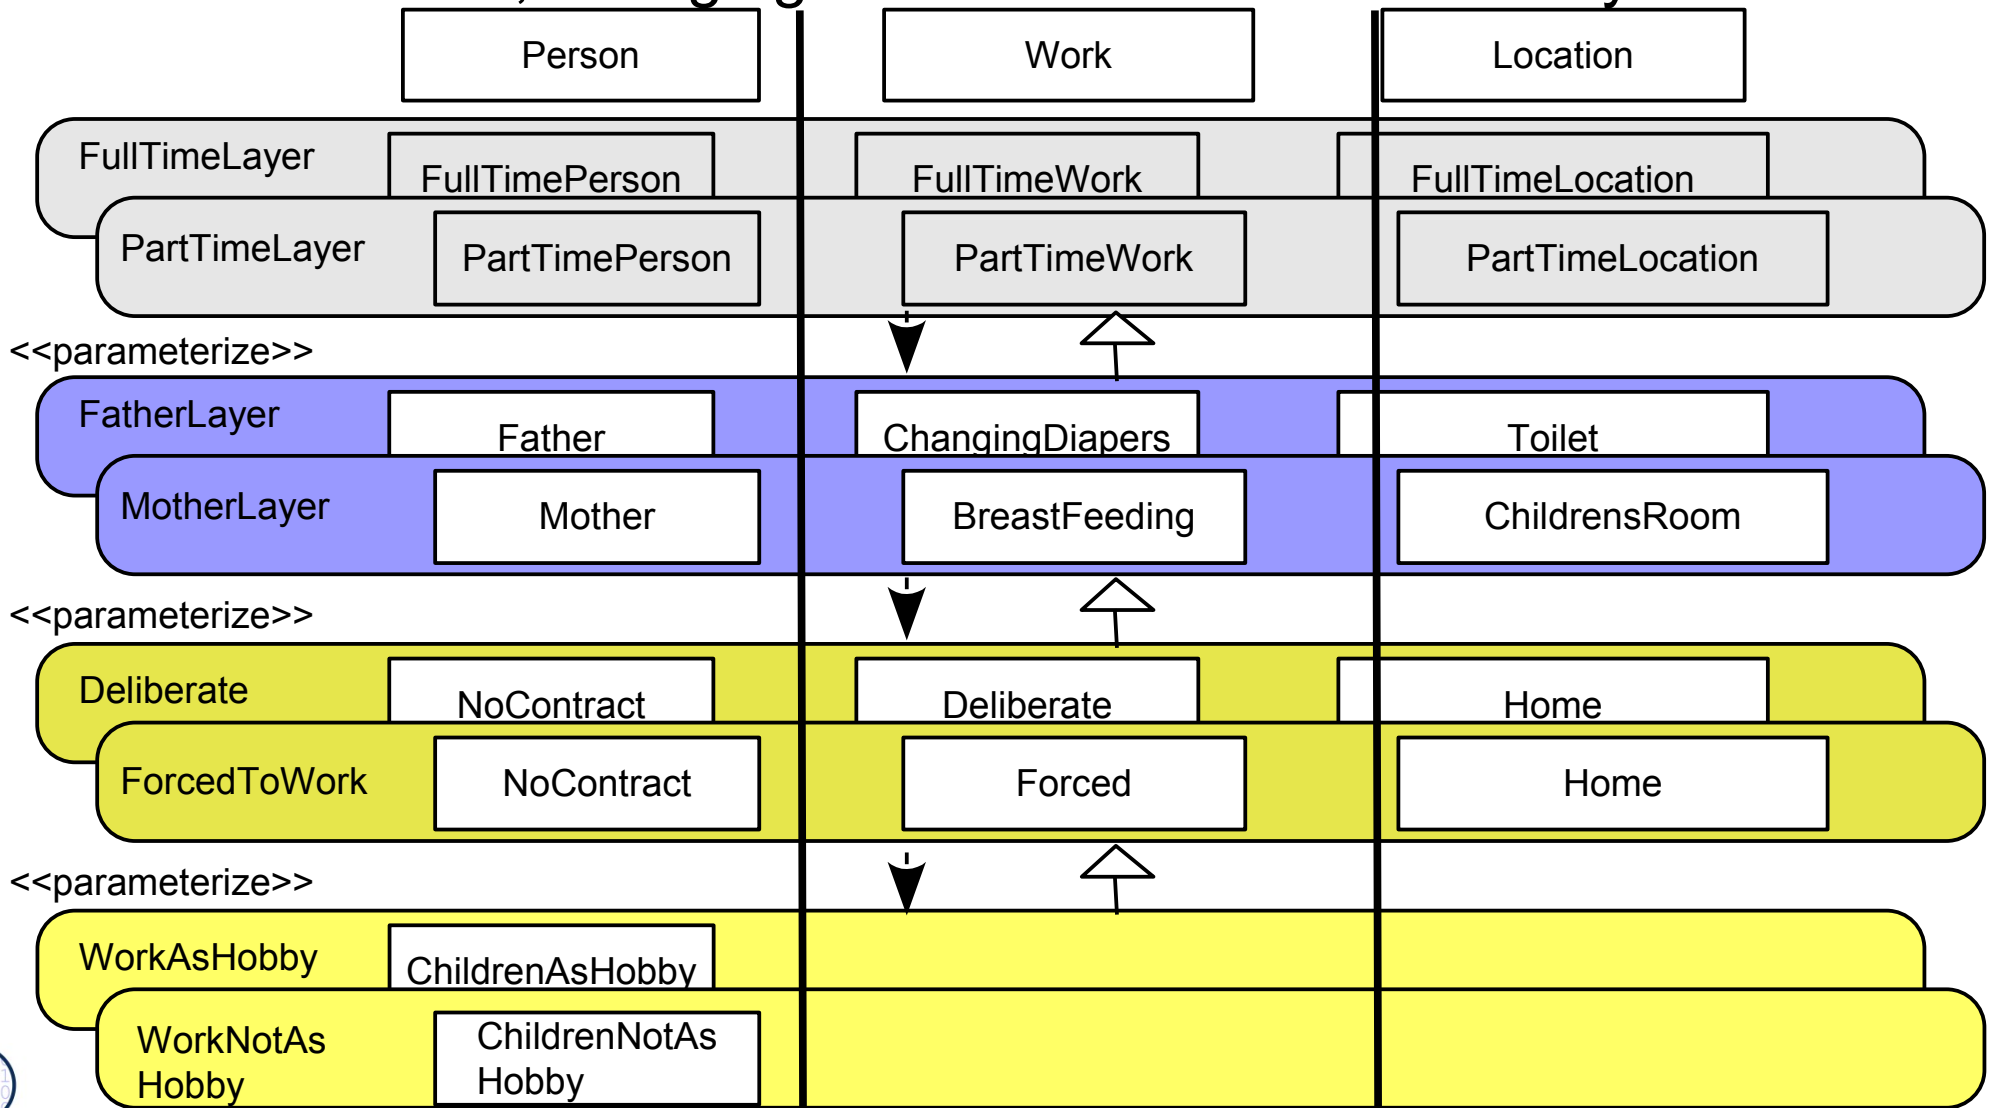 Person Work Location
FullTimeLayer FullTimePerson FullTimeWork FullTimeLocation
PartTimeLayer PartTimePerson PartTimeWork PartTimeLocation
<<parameterize>>
FatherLayer Father ChangingDiapers Toilet
MotherLayer Mother BreastFeeding ChildrensRoom
<<parameterize>>
Deliberate NoContract Deliberate Home
ForcedToWork NoContract Forced Home
<<parameterize>>
WorkAsHobby ChildrenAsHobby
WorkNotAs ChildrenNotAs
Hobby Hobby